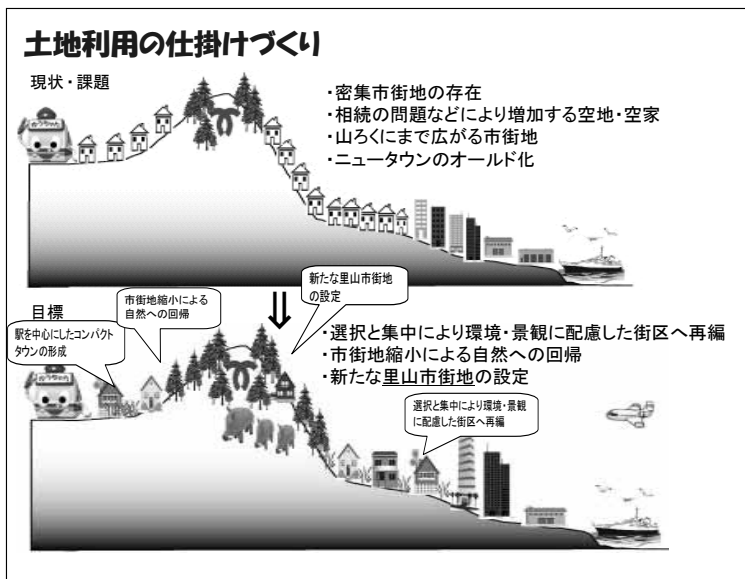 土地利用の仕掛けづくり
現状・課題
・密集市街地の存在
・相続の問題などにより増加する空地・空家
・山ろくにまで広がる市街地
・ニュータウンのオールド化
目標
駅を中心にしたコンパクト
タウンの形成
市街地縮小による
自然への回帰
新たな里山市街地
の設定
・選択と集中により環境・景観に配慮した街区へ再編
・市街地縮小による自然への回帰
・新たな里山市街地の設定
選択と集中により環境・景観
に配慮した街区へ再編